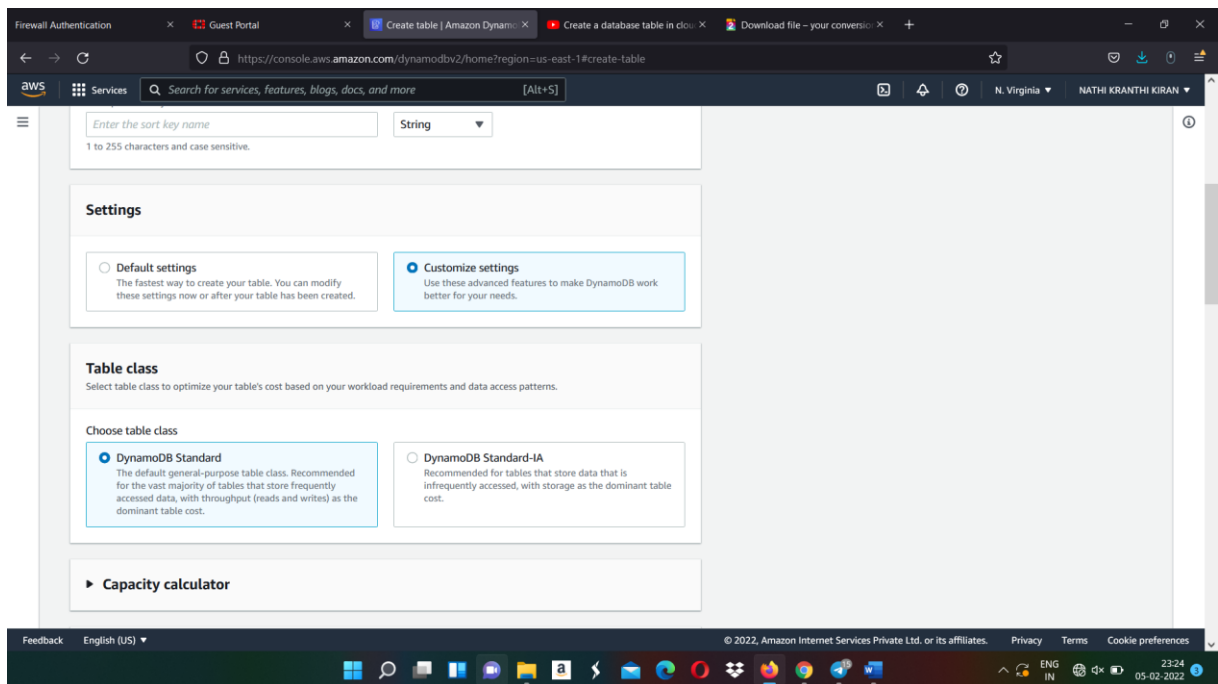 Firewall Authentication
Guest Portal
Create table | Amazon Dynamo
Create a database table in clou
Download file – your conversion
https://console.aws.amazon.com/dynamodbv2/home?region=us-east-1#create-table
aws
Services
Search for services, features, blogs, docs, and more
[Alt+S]
N. Virginia
NATHI KRANTHI KIRAN
Enter the sort key name
String
1 to 255 characters and case sensitive.
Settings
Default settings
The fastest way to create your table. You can modify
these settings now or after your table has been created.
Customize settings
Use these advanced features to make DynamoDB work
better for your needs.
Table class
Select table class to optimize your table's cost based on your workload requirements and data access patterns.
Choose table class
DynamoDB Standard
The default general-purpose table class. Recommended
for the vast majority of tables that store frequently
accessed data, with throughput (reads and writes) as the
dominant table cost.
DynamoDB Standard-IA
Recommended for tables that store data that is
infrequently accessed, with storage as the dominant table
cost.
Capacity calculator
Feedback
English (US)
© 2022, Amazon Internet Services Private Ltd. or its affiliates.
Privacy
Terms
Cookie preferences
ENG
IN
23:24
05-02-2022
3